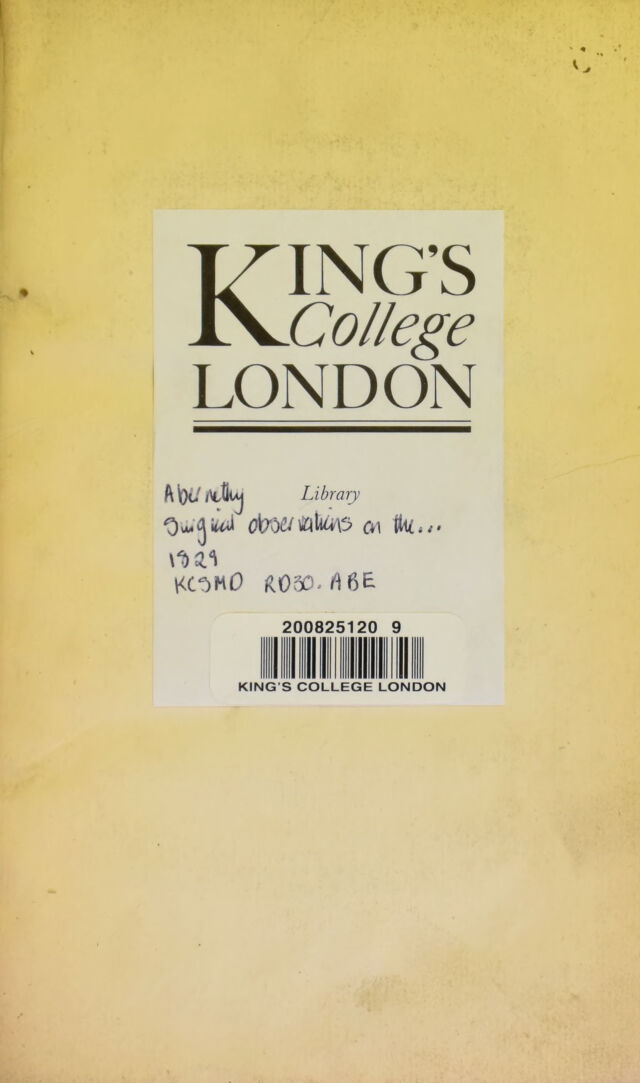 KING'S
College
LONDON
Abernethy Library
Surgical observations on the...
1829
KCSMD RD30. ABE
200825120 9
KING'S COLLEGE LONDON